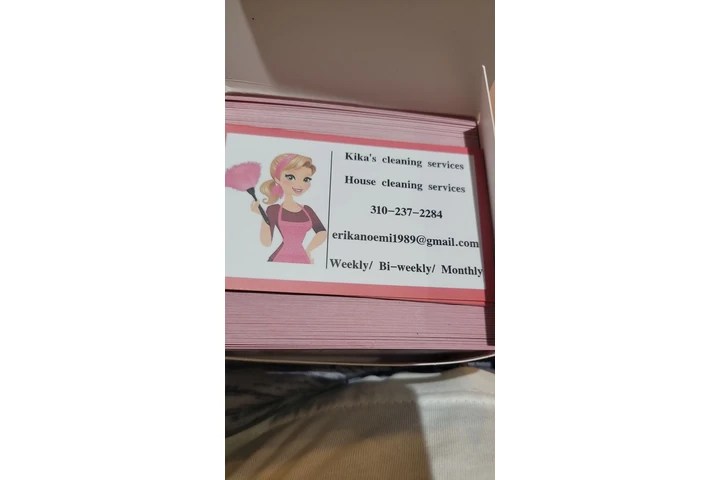 Kika's cleaning services
House cleaning services
310-237-2284
erikanoemi1989@gmail.com
Weekly/ Bi-weekly/ Monthly